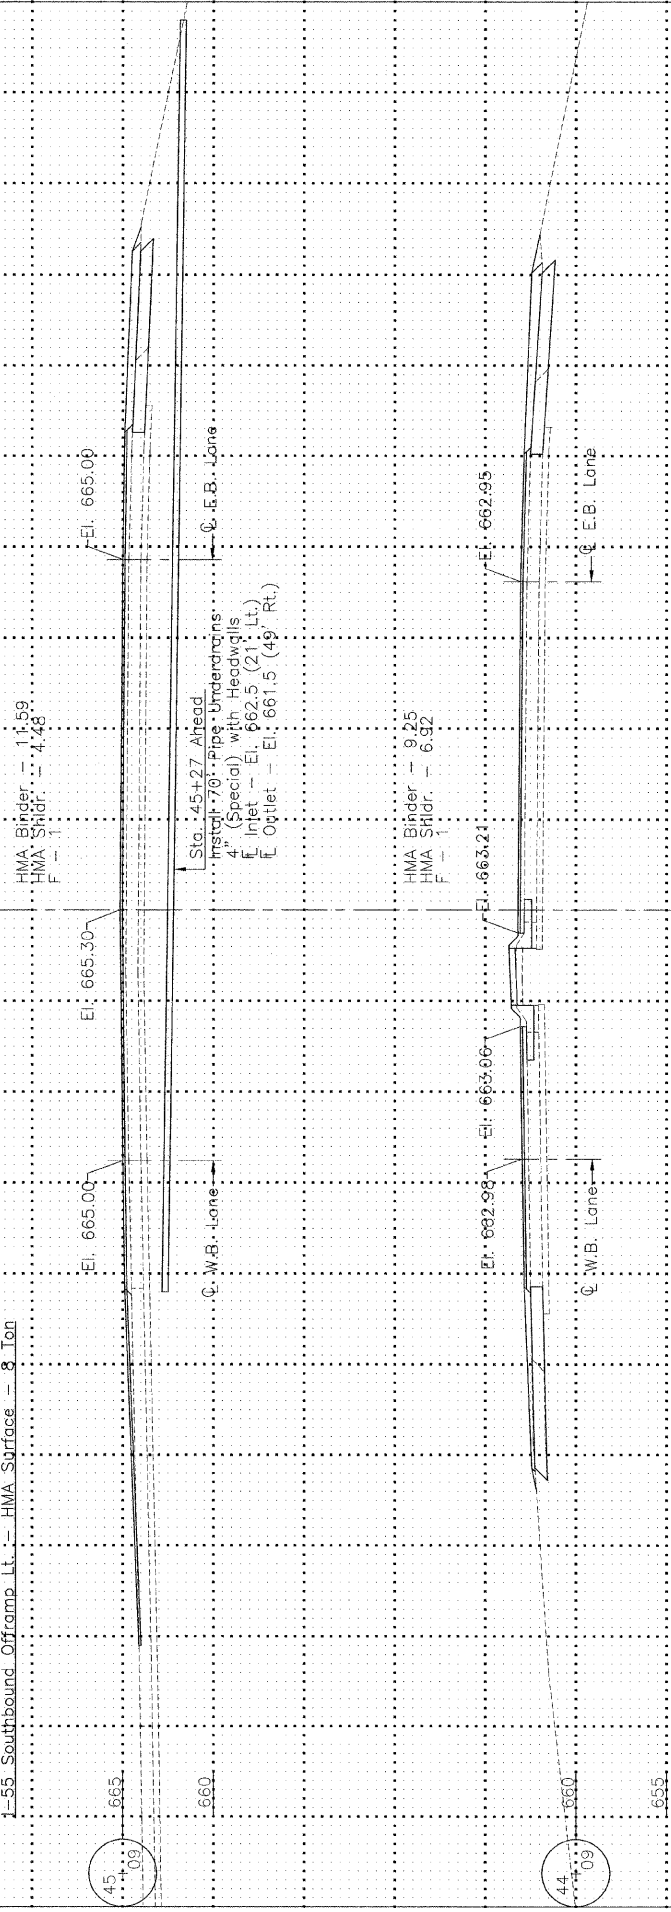 I-55 Southbound Offramp Lt. - HMA Surface - 8 Ton
HMA Binder - 11.59
HMA Shldr. - 4.48
F - 1
El. 665.00
El. 665.30
El. 665.00
45+09
665
660
℄ W.B. Lane
℄ E.B. Lane
Sta. 45+27 Ahead
Install 70' Pipe Underdrains
4" (Special) with Headwalls
FL Inlet - El. 662.5 (21' Lt.)
FL Outlet - El. 661.5 (49' Rt.)
HMA Binder - 9.25
HMA Shldr. - 6.92
F - 1
El. 662.98
El. 663.06
El. 663.21
El. 662.95
44+09
660
655
℄ W.B. Lane
℄ E.B. Lane